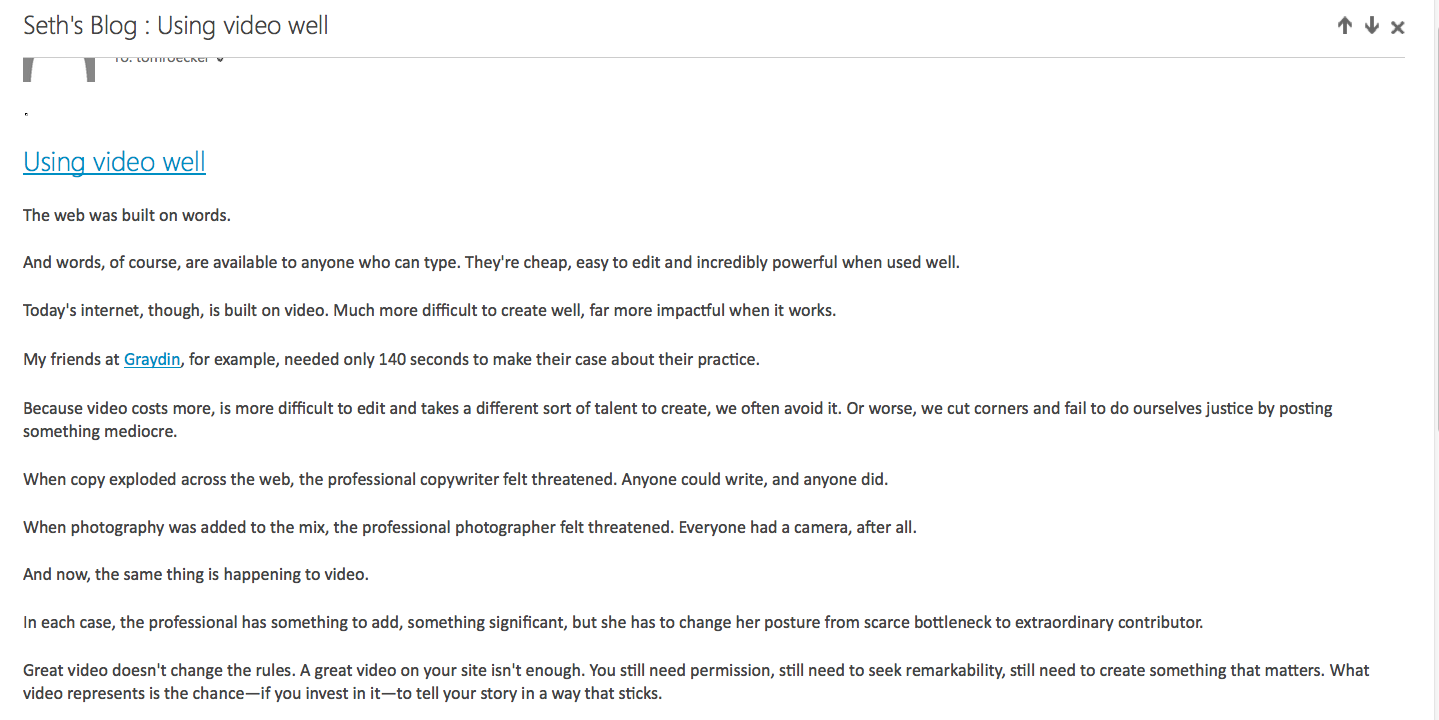 Seth's Blog : Using video well
Using video well
The web was built on words.
And words, of course, are available to anyone who can type. They're cheap, easy to edit and incredibly powerful when used well.
Today's internet, though, is built on video. Much more difficult to create well, far more impactful when it works.
My friends at Graydin, for example, needed only 140 seconds to make their case about their practice.
Because video costs more, is more difficult to edit and takes a different sort of talent to create, we often avoid it. Or worse, we cut corners and fail to do ourselves justice by posting
something mediocre.
When copy exploded across the web, the professional copywriter felt threatened. Anyone could write, and anyone did.
When photography was added to the mix, the professional photographer felt threatened. Everyone had a camera, after all.
And now, the same thing is happening to video.
In each case, the professional has something to add, something significant, but she has to change her posture from scarce bottleneck to extraordinary contributor.
Great video doesn't change the rules. A great video on your site isn't enough. You still need permission, still need to seek remarkability, still need to create something that matters. What
video represents is the chance—if you invest in it—to tell your story in a way that sticks.